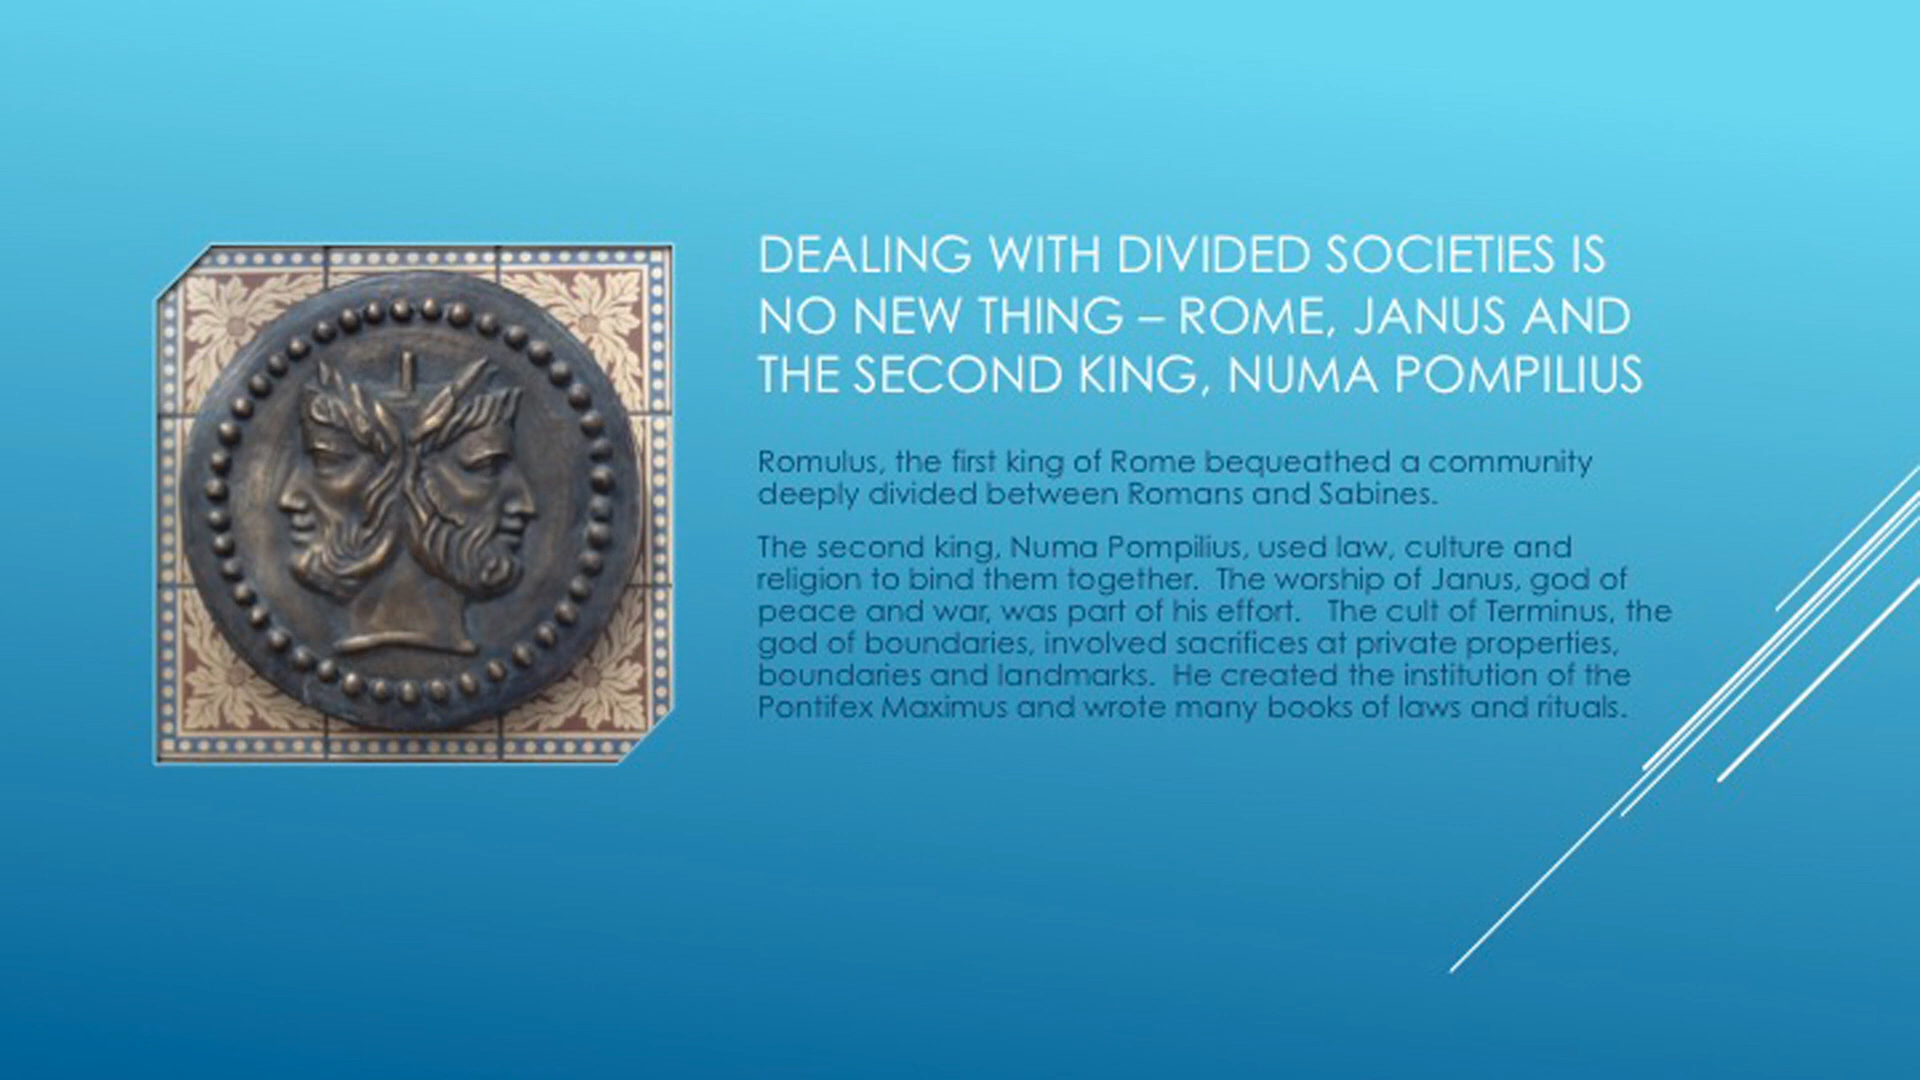 DEALING WITH DIVIDED SOCIETIES IS
NO NEW THING – ROME, JANUS AND
THE SECOND KING, NUMA POMPILIUS
Romulus, the first king of Rome bequeathed a community
deeply divided between Romans and Sabines.
The second king, Numa Pompilius, used law, culture and
religion to bind them together.  The worship of Janus, god of
peace and war, was part of his effort.   The cult of Terminus, the
god of boundaries, involved sacrifices at private properties,
boundaries and landmarks.  He created the institution of the
Pontifex Maximus and wrote many books of laws and rituals.